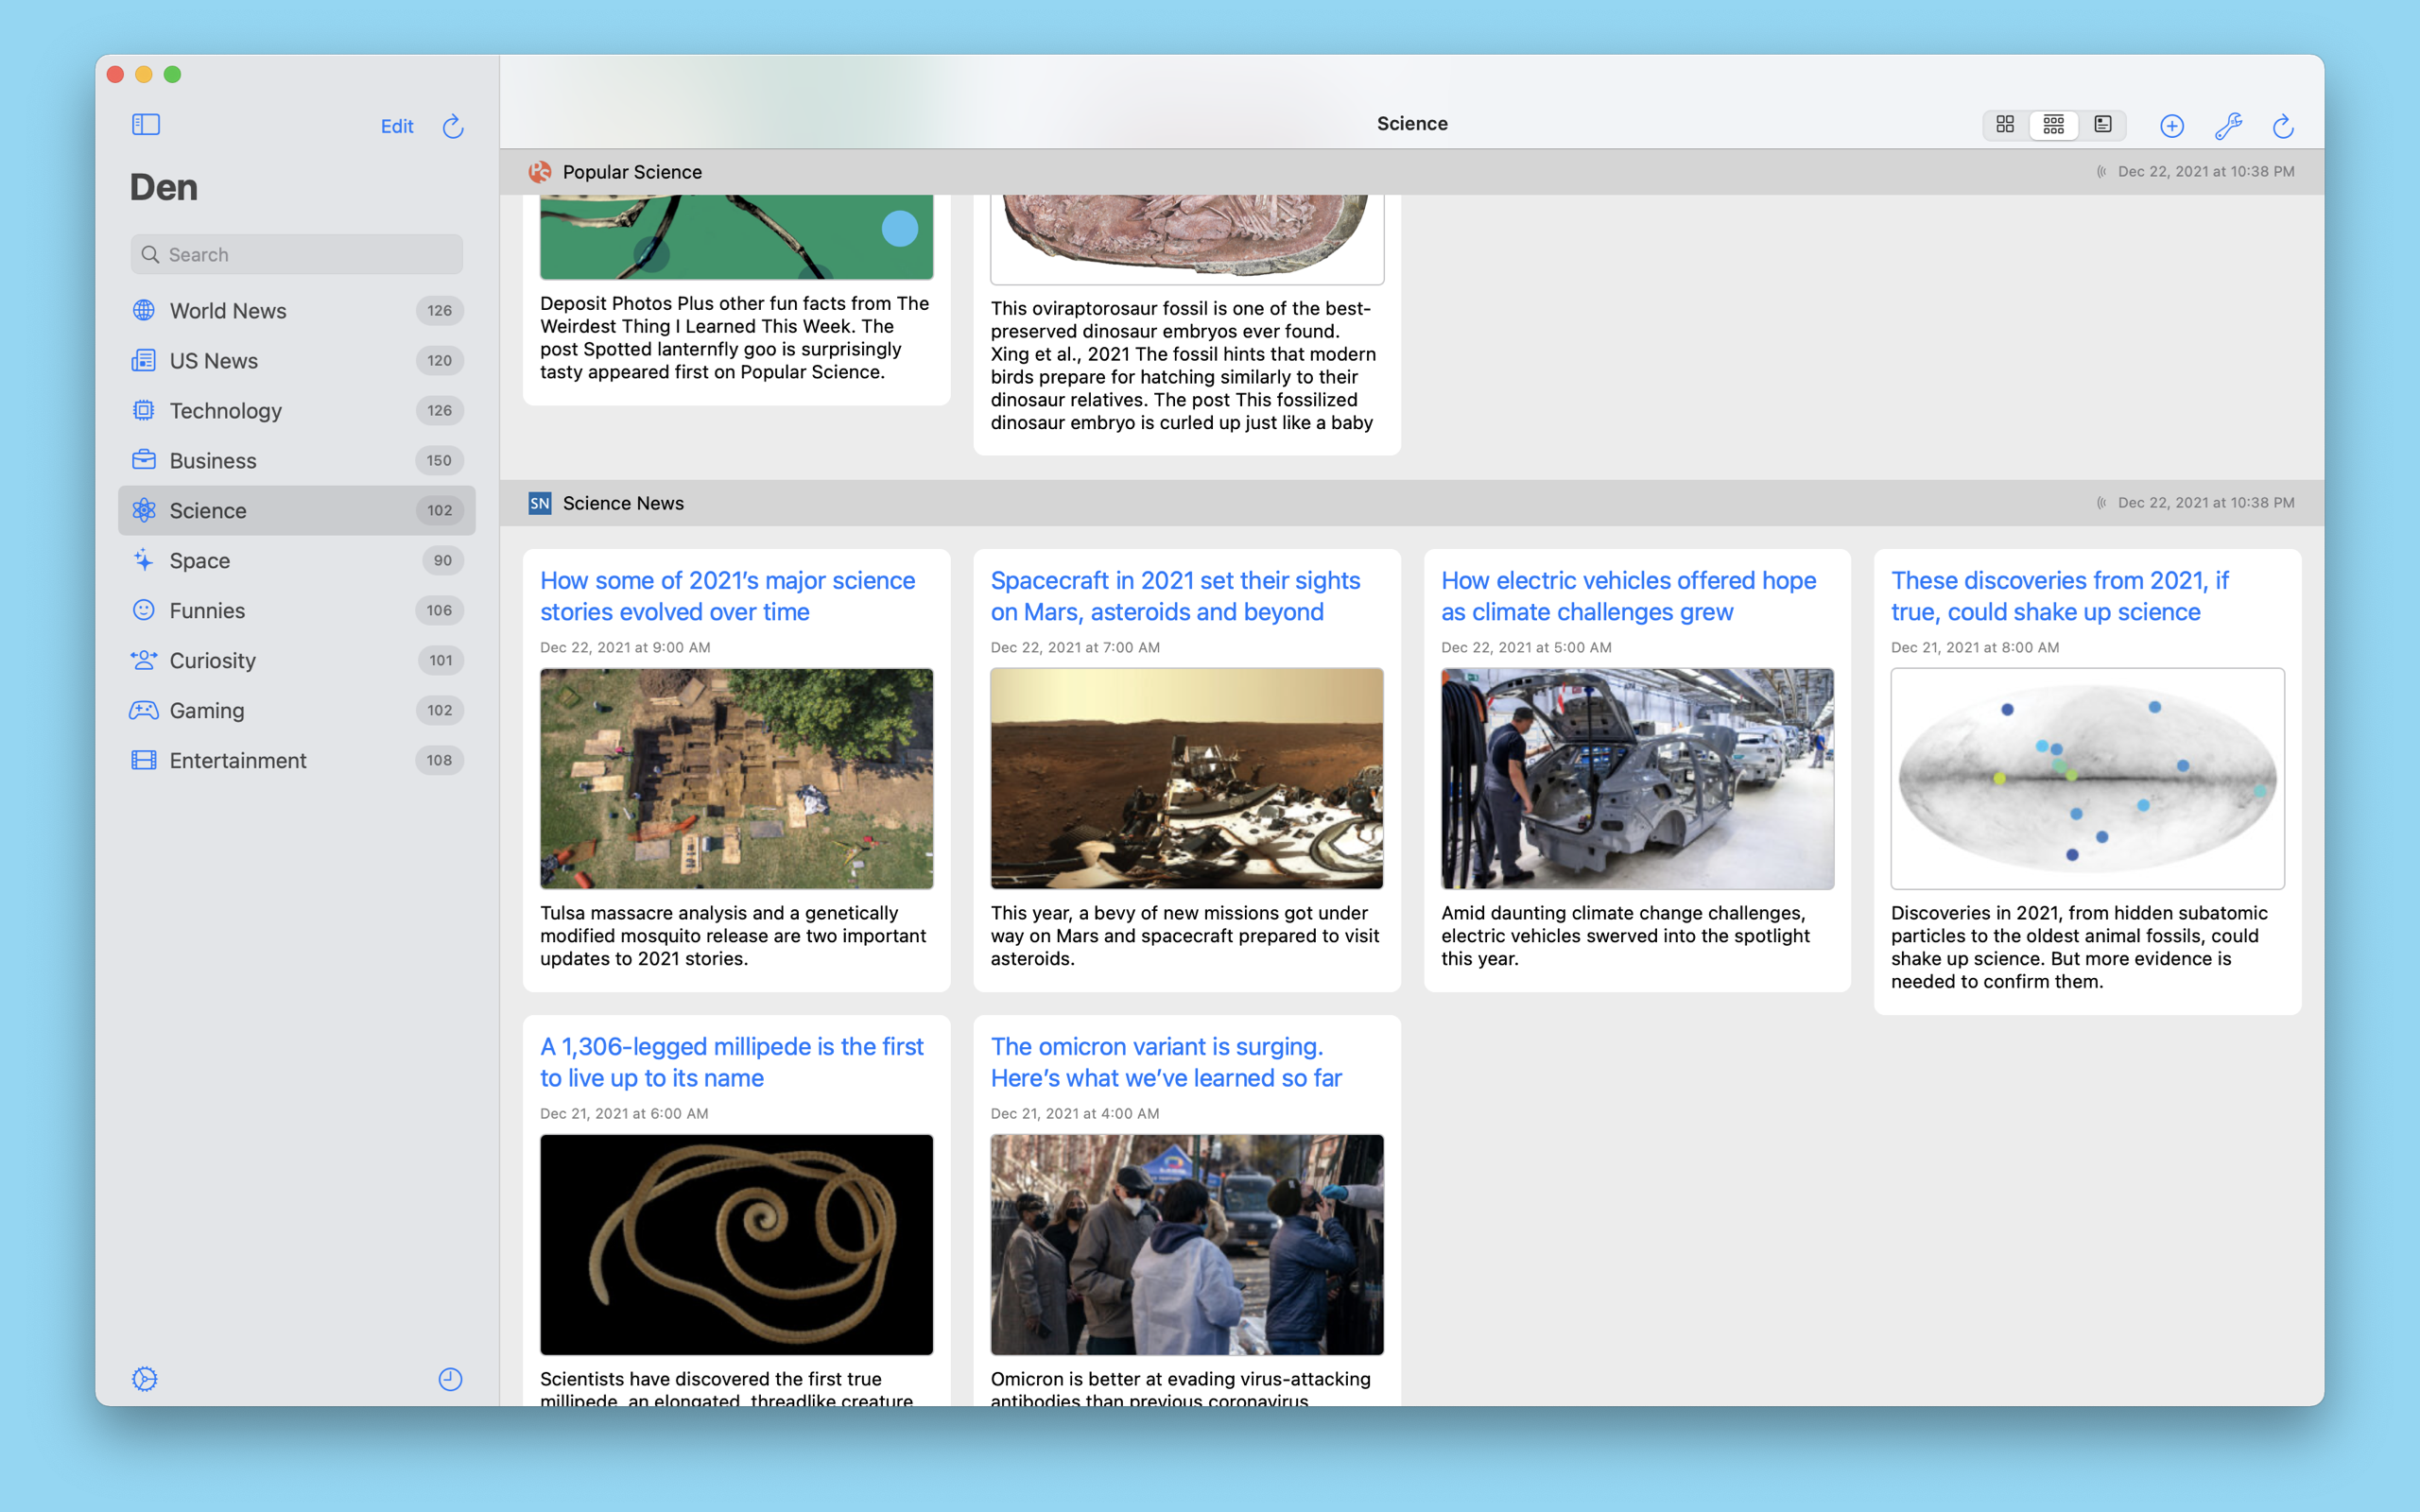 Edit
Den
Search
World News 126
US News 120
Technology 126
Business 150
Science 102
Space 90
Funnies 106
Curiosity 101
Gaming 102
Entertainment 108
Science
PS Popular Science Dec 22, 2021 at 10:38 PM
Deposit Photos Plus other fun facts from The
Weirdest Thing I Learned This Week. The
post Spotted lanternfly goo is surprisingly
tasty appeared first on Popular Science.
This oviraptorosaur fossil is one of the best-
preserved dinosaur embryos ever found.
Xing et al., 2021 The fossil hints that modern
birds prepare for hatching similarly to their
dinosaur relatives. The post This fossilized
dinosaur embryo is curled up just like a baby
SN Science News Dec 22, 2021 at 10:38 PM
How some of 2021’s major science
stories evolved over time
Dec 22, 2021 at 9:00 AM
Tulsa massacre analysis and a genetically
modified mosquito release are two important
updates to 2021 stories.
Spacecraft in 2021 set their sights
on Mars, asteroids and beyond
Dec 22, 2021 at 7:00 AM
This year, a bevy of new missions got under
way on Mars and spacecraft prepared to visit
asteroids.
How electric vehicles offered hope
as climate challenges grew
Dec 22, 2021 at 5:00 AM
Amid daunting climate change challenges,
electric vehicles swerved into the spotlight
this year.
These discoveries from 2021, if
true, could shake up science
Dec 21, 2021 at 8:00 AM
Discoveries in 2021, from hidden subatomic
particles to the oldest animal fossils, could
shake up science. But more evidence is
needed to confirm them.
A 1,306-legged millipede is the first
to live up to its name
Dec 21, 2021 at 6:00 AM
Scientists have discovered the first true
millipede, an elongated, threadlike creature
The omicron variant is surging.
Here’s what we’ve learned so far
Dec 21, 2021 at 4:00 AM
Omicron is better at evading virus-attacking
antibodies than previous coronavirus